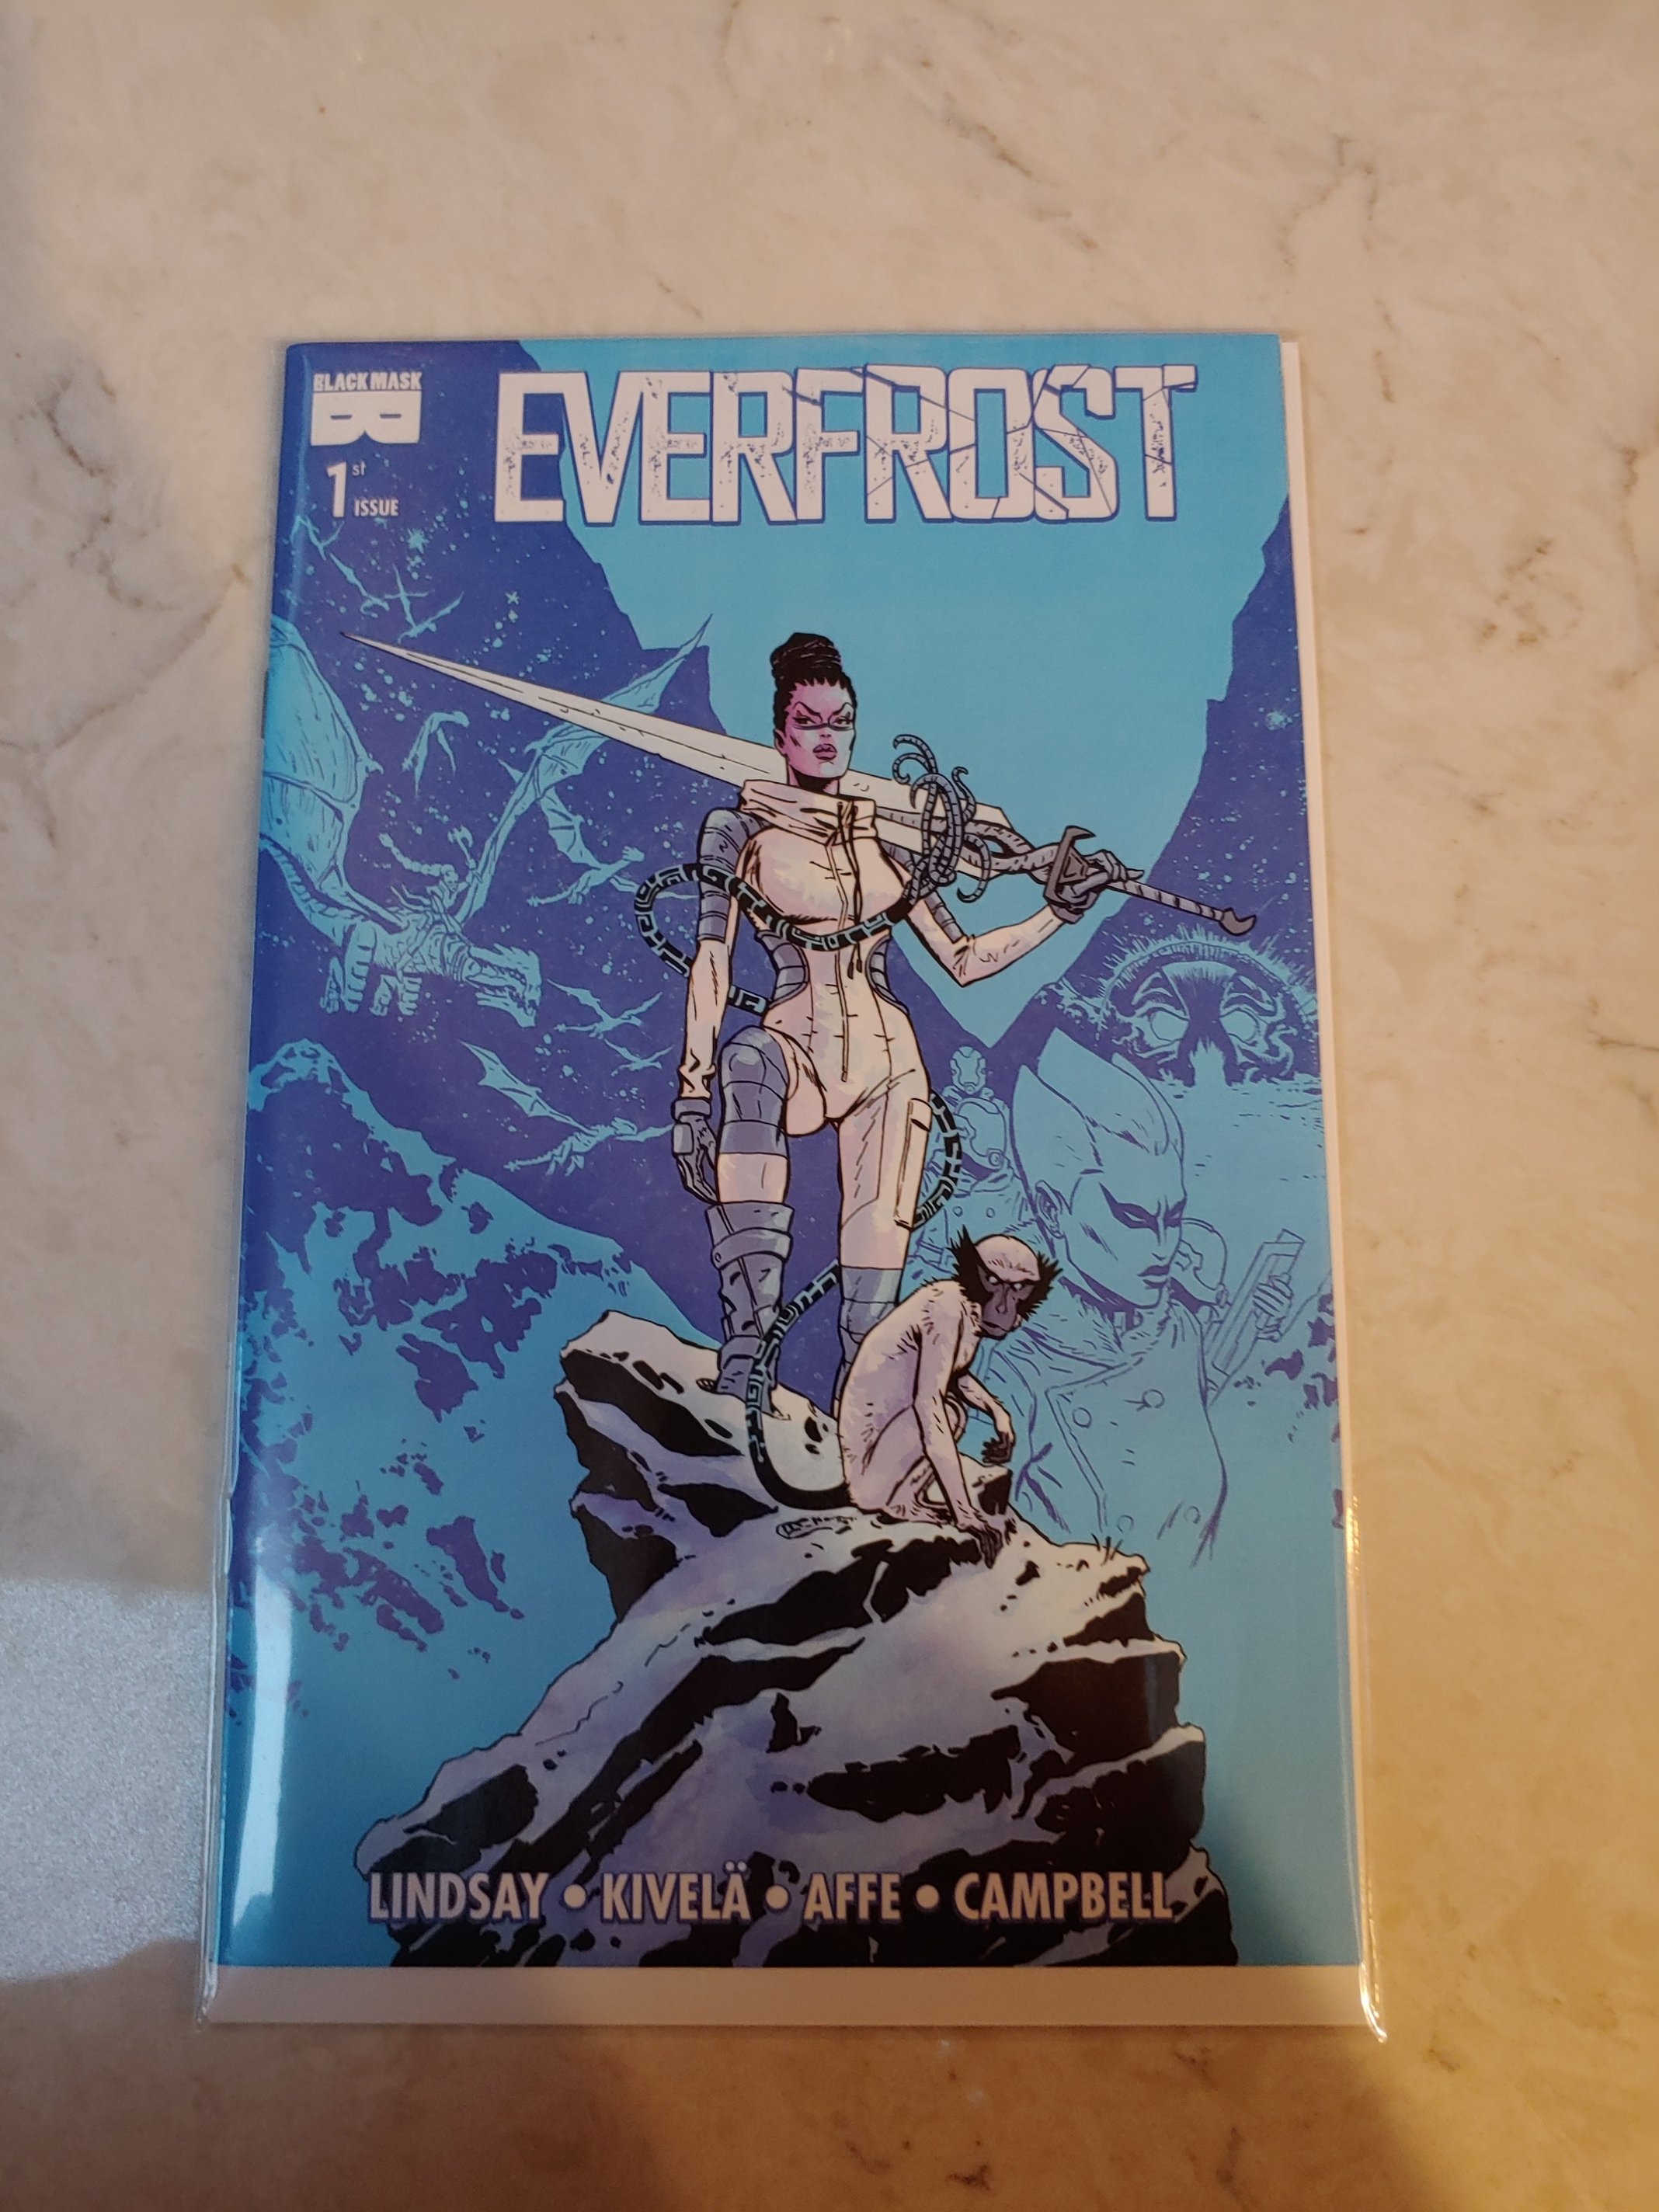 BLACK MASK
B
1st ISSUE
EVERFROST
LINDSAY • KIVELÄ • AFFE • CAMPBELL